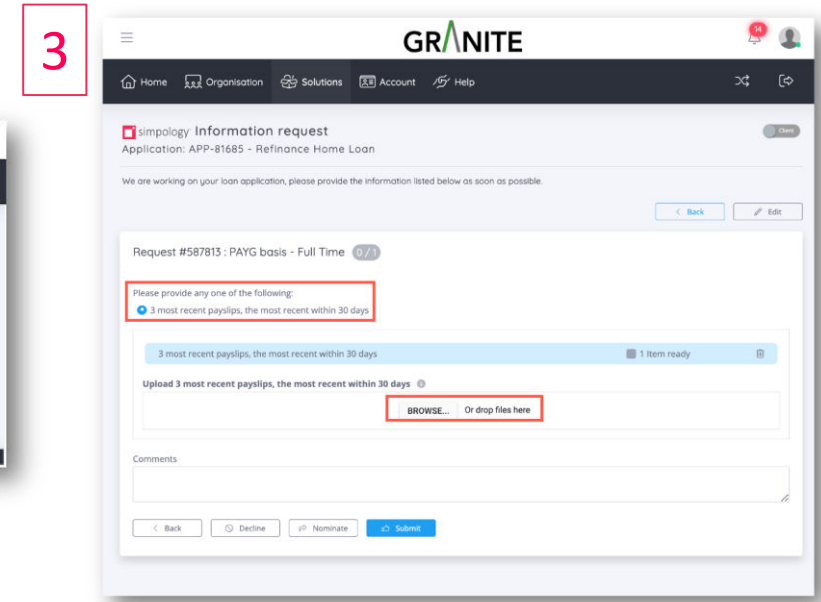 3
GRΛNITE
14
Home Organisation Solutions Account Help
simpology Information request
Client
Application: APP-81685 - Refinance Home Loan
We are working on your loan application, please provide the information listed below as soon as possible.
< Back Edit
Request #587813 : PAYG basis - Full Time 0 / 1
Please provide any one of the following:
3 most recent payslips, the most recent within 30 days
3 most recent payslips, the most recent within 30 days 1 Item ready
Upload 3 most recent payslips, the most recent within 30 days
BROWSE... Or drop files here
Comments
< Back Decline Nominate Submit